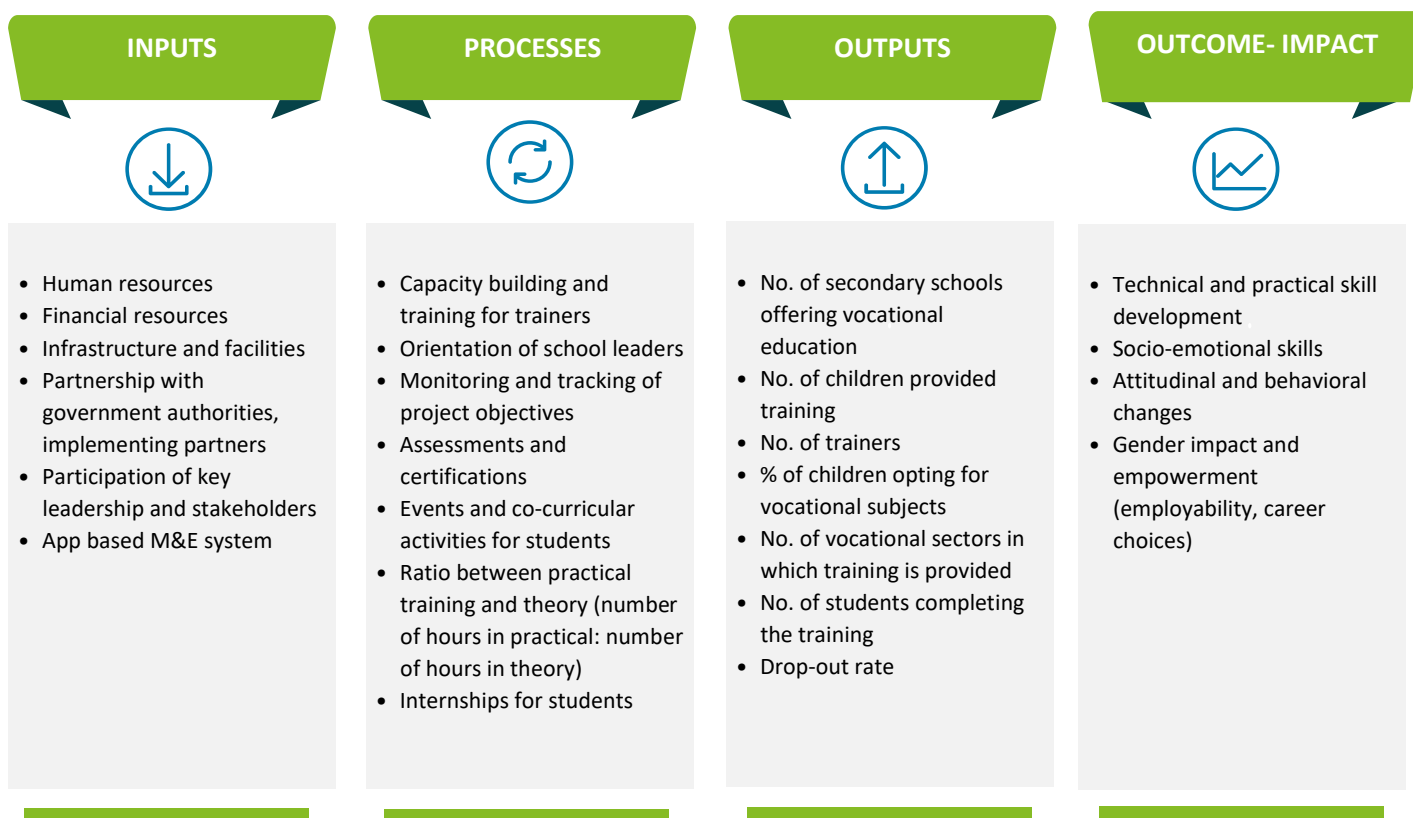 INPUTS
• Human resources
• Financial resources
• Infrastructure and facilities
• Partnership with
government authorities,
implementing partners
• Participation of key
leadership and stakeholders
• App based M&E system
PROCESSES
• Capacity building and
training for trainers
• Orientation of school leaders
• Monitoring and tracking of
project objectives
• Assessments and
certifications
• Events and co-curricular
activities for students
• Ratio between practical
training and theory (number
of hours in practical: number
of hours in theory)
• Internships for students
OUTPUTS
• No. of secondary schools
offering vocational
education
• No. of children provided
training
• No. of trainers
• % of children opting for
vocational subjects
• No. of vocational sectors in
which training is provided
• No. of students completing
the training
• Drop-out rate
OUTCOME- IMPACT
• Technical and practical skill
development
• Socio-emotional skills
• Attitudinal and behavioral
changes
• Gender impact and
empowerment
(employability, career
choices)